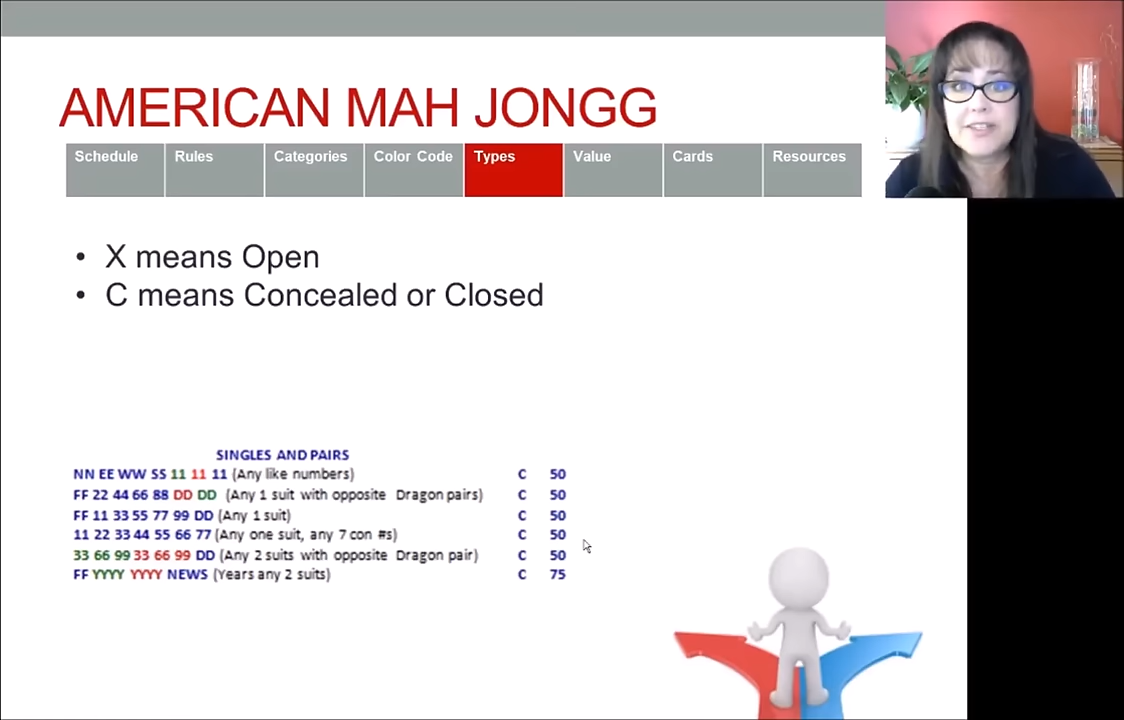 AMERICAN MAH JONGG
Schedule Rules Categories Color Code Types Value Cards Resources
• X means Open
• C means Concealed or Closed
SINGLES AND PAIRS
NN EE WW SS 11 11 11 (Any like numbers) C 50
FF 22 44 66 88 DD DD (Any 1 suit with opposite Dragon pairs) C 50
FF 11 33 55 77 99 DD (Any 1 suit) C 50
11 22 33 44 55 66 77 (Any one suit, any 7 con #s) C 50
33 66 99 33 66 99 DD (Any 2 suits with opposite Dragon pair) C 50
FF YYYY YYYY NEWS (Years any 2 suits) C 75